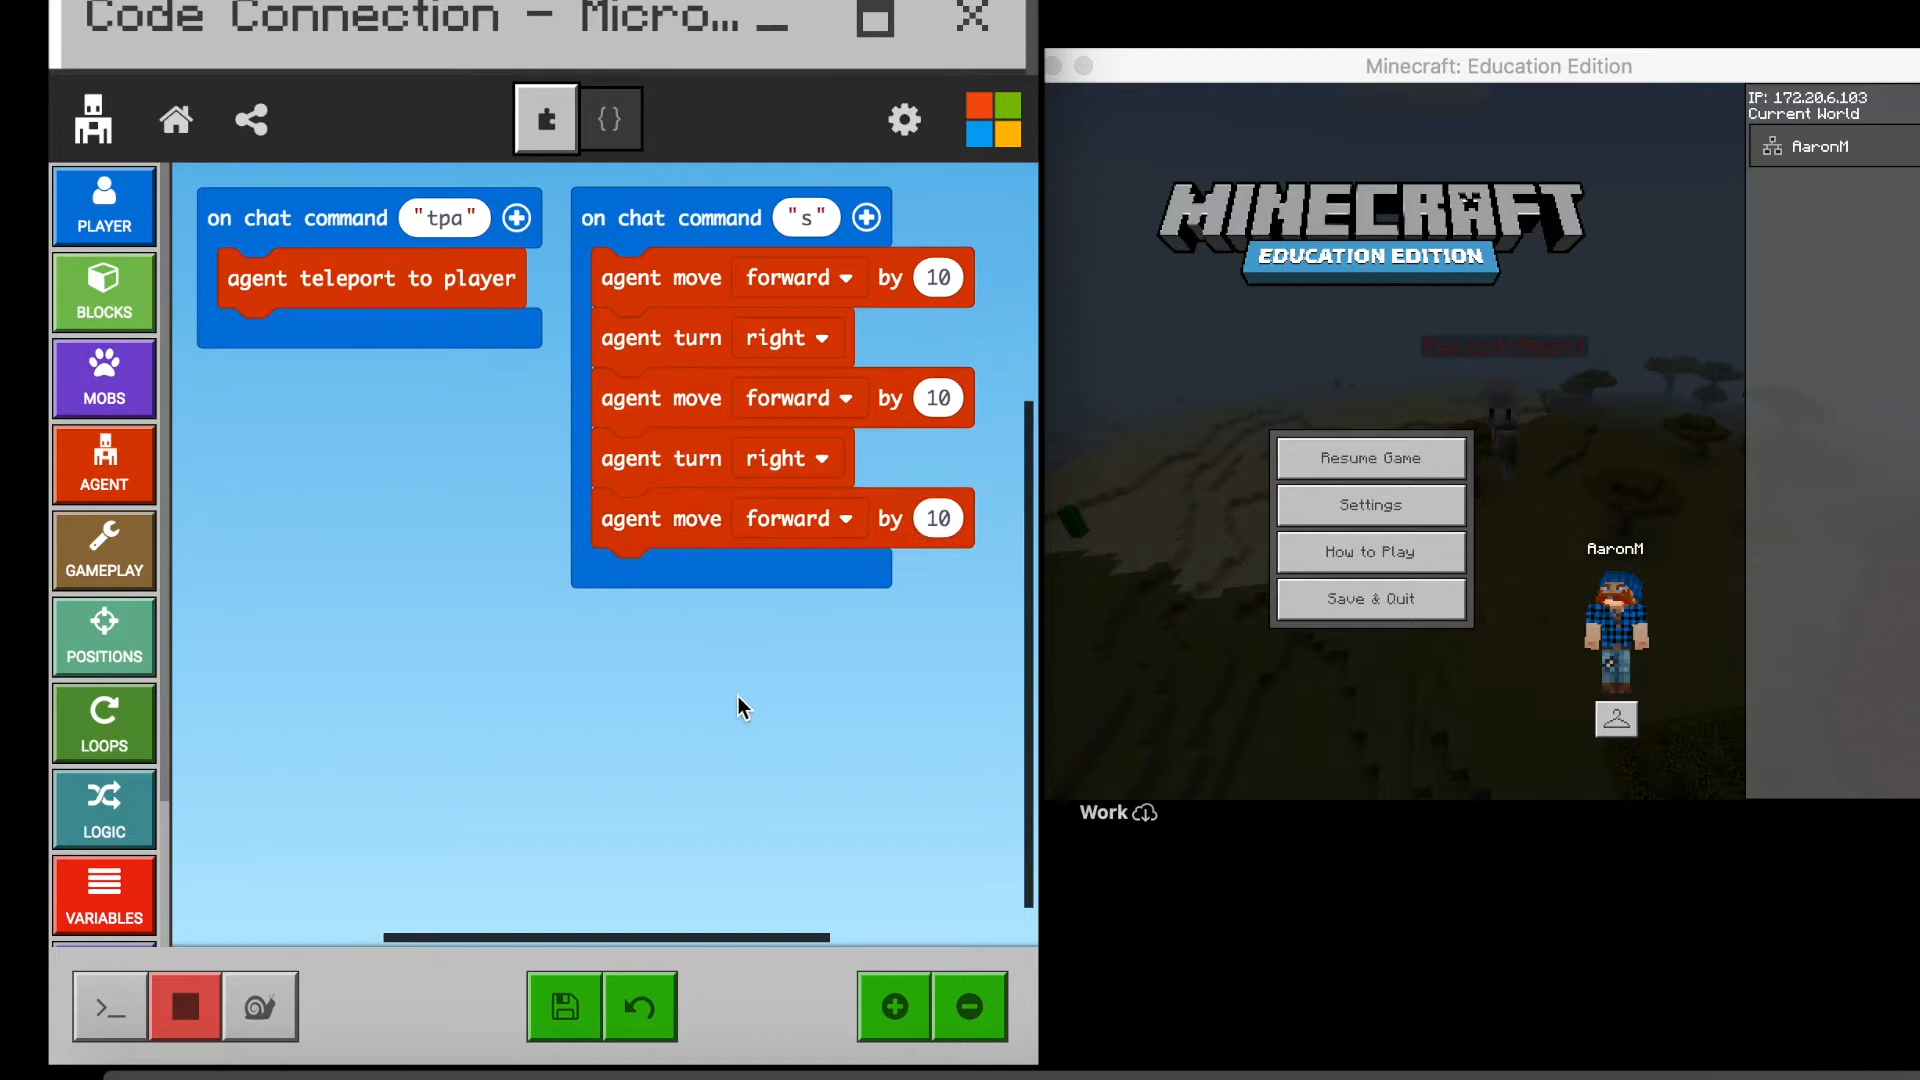 Code Connection - Micro...
PLAYER
BLOCKS
MOBS
AGENT
GAMEPLAY
POSITIONS
LOOPS
LOGIC
VARIABLES
on chat command "tpa"
agent teleport to player
on chat command "s"
agent move forward by 10
agent turn right
agent move forward by 10
agent turn right
agent move forward by 10
Minecraft: Education Edition
IP: 172.20.6.103
Current World
AaronM
MINECRAFT
EDUCATION EDITION
Resume Game
Settings
How to Play
Save & Quit
AaronM
Work